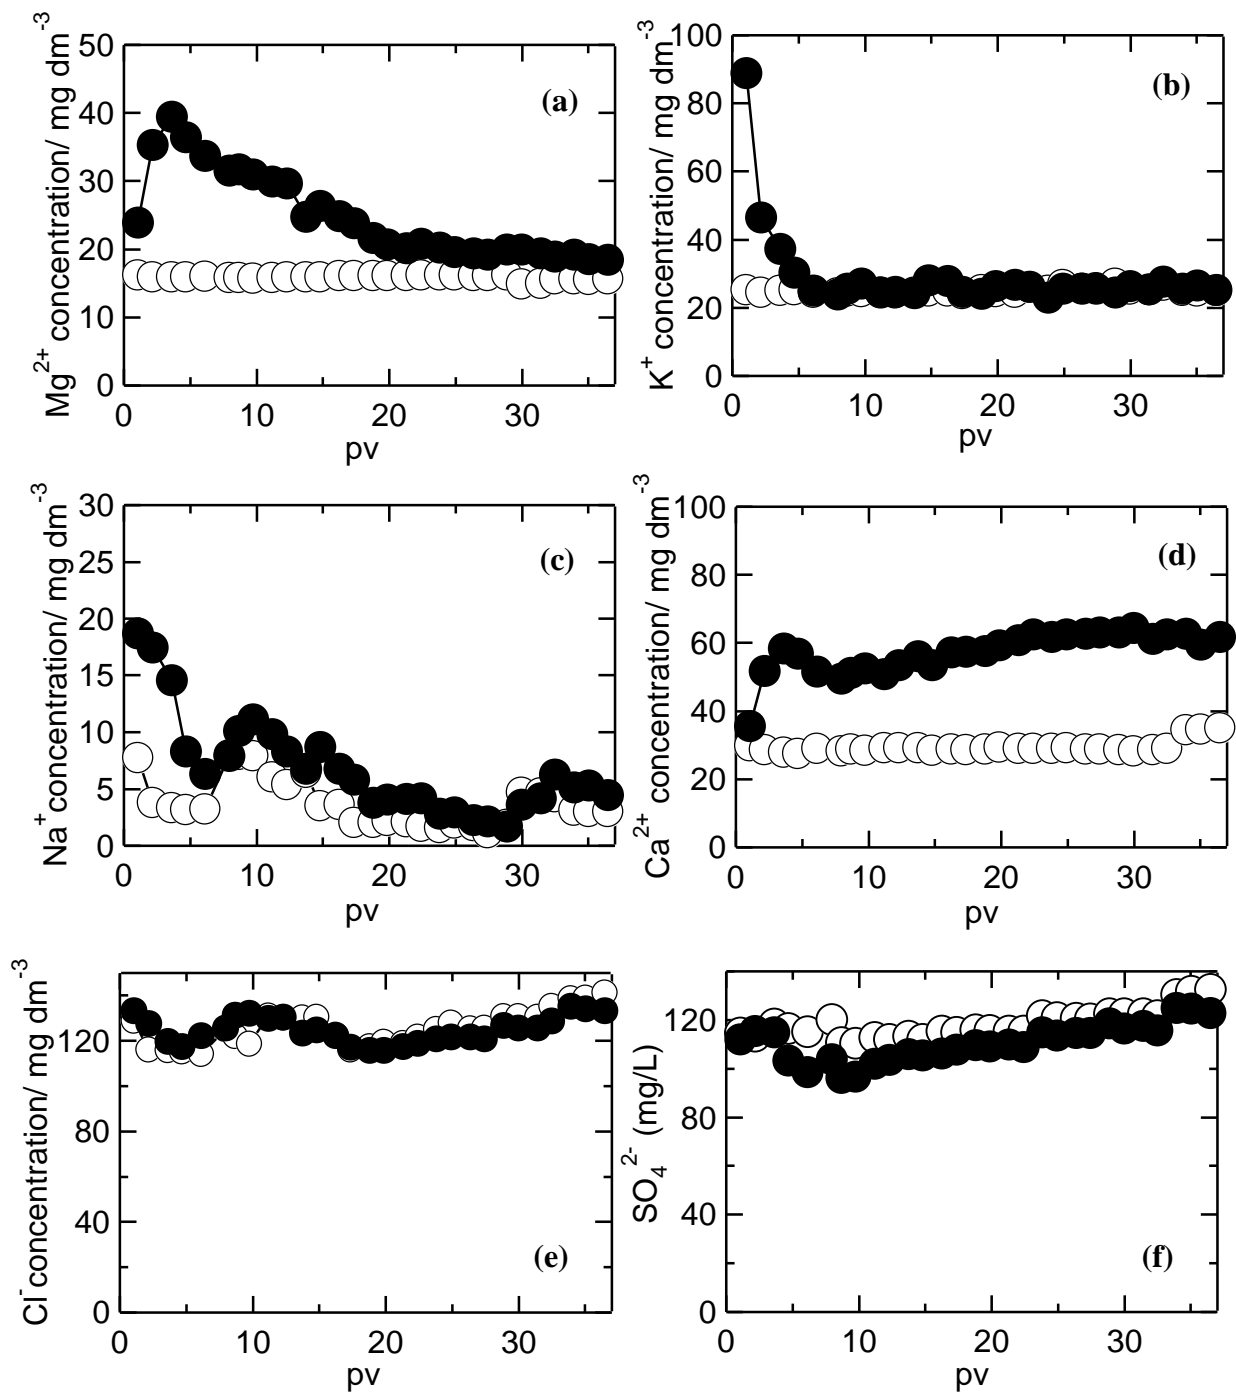 Mg2+ concentration/ mg dm-3
50
40
30
20
10
0
(a)
0 10 20 30
pv
K+ concentration/ mg dm-3
100
80
60
40
20
0
(b)
0 10 20 30
pv
Na+ concentration/ mg dm-3
30
25
20
15
10
5
0
(c)
0 10 20 30
pv
Ca2+ concentration/ mg dm-3
100
80
60
40
20
0
(d)
0 10 20 30
pv
Cl- concentration/ mg dm-3
120
80
40
0
(e)
0 10 20 30
pv
SO42- (mg/L)
120
80
40
0
(f)
0 10 20 30
pv